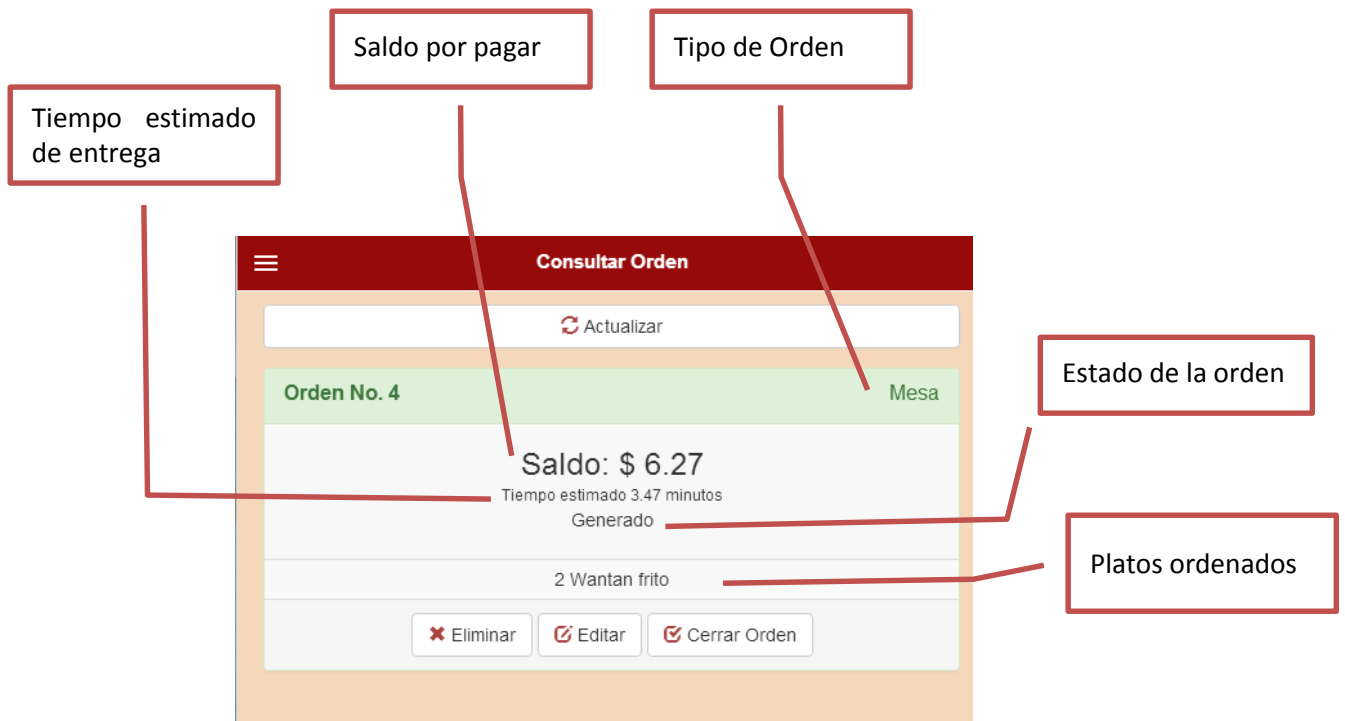 Saldo por pagar
Tipo de Orden
Tiempo estimado
de entrega
Consultar Orden
Actualizar
Orden No. 4
Mesa
Estado de la orden
Saldo: $ 6.27
Tiempo estimado 3.47 minutos
Generado
Platos ordenados
2 Wantan frito
Eliminar
Editar
Cerrar Orden